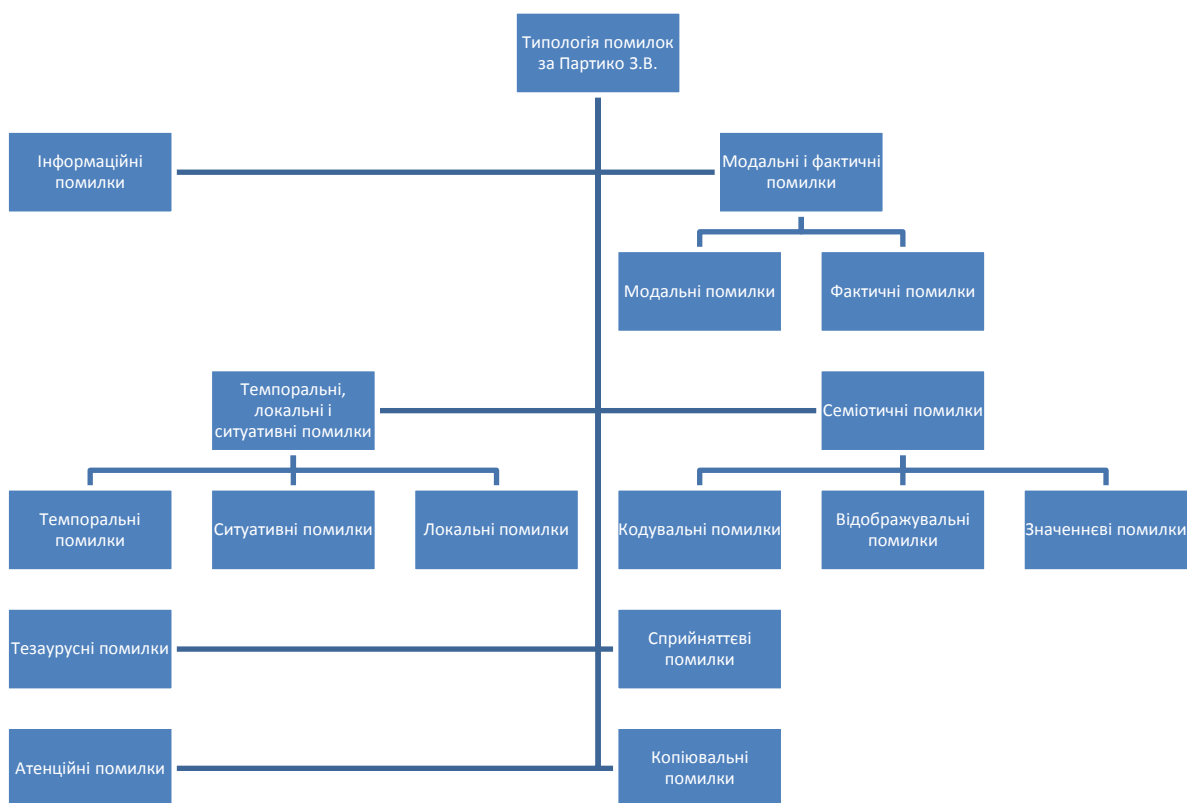 Типологія помилок
за Партико З.В.
Інформаційні
помилки
Модальні і фактичні
помилки
Модальні помилки
Фактичні помилки
Темпоральні,
локальні і
ситуативні помилки
Семіотичні помилки
Темпоральні
помилки
Ситуативні помилки
Локальні помилки
Кодувальні помилки
Відображувальні
помилки
Значеннєві помилки
Тезаурусні помилки
Сприйняттєві
помилки
Атенційні помилки
Копіювальні
помилки